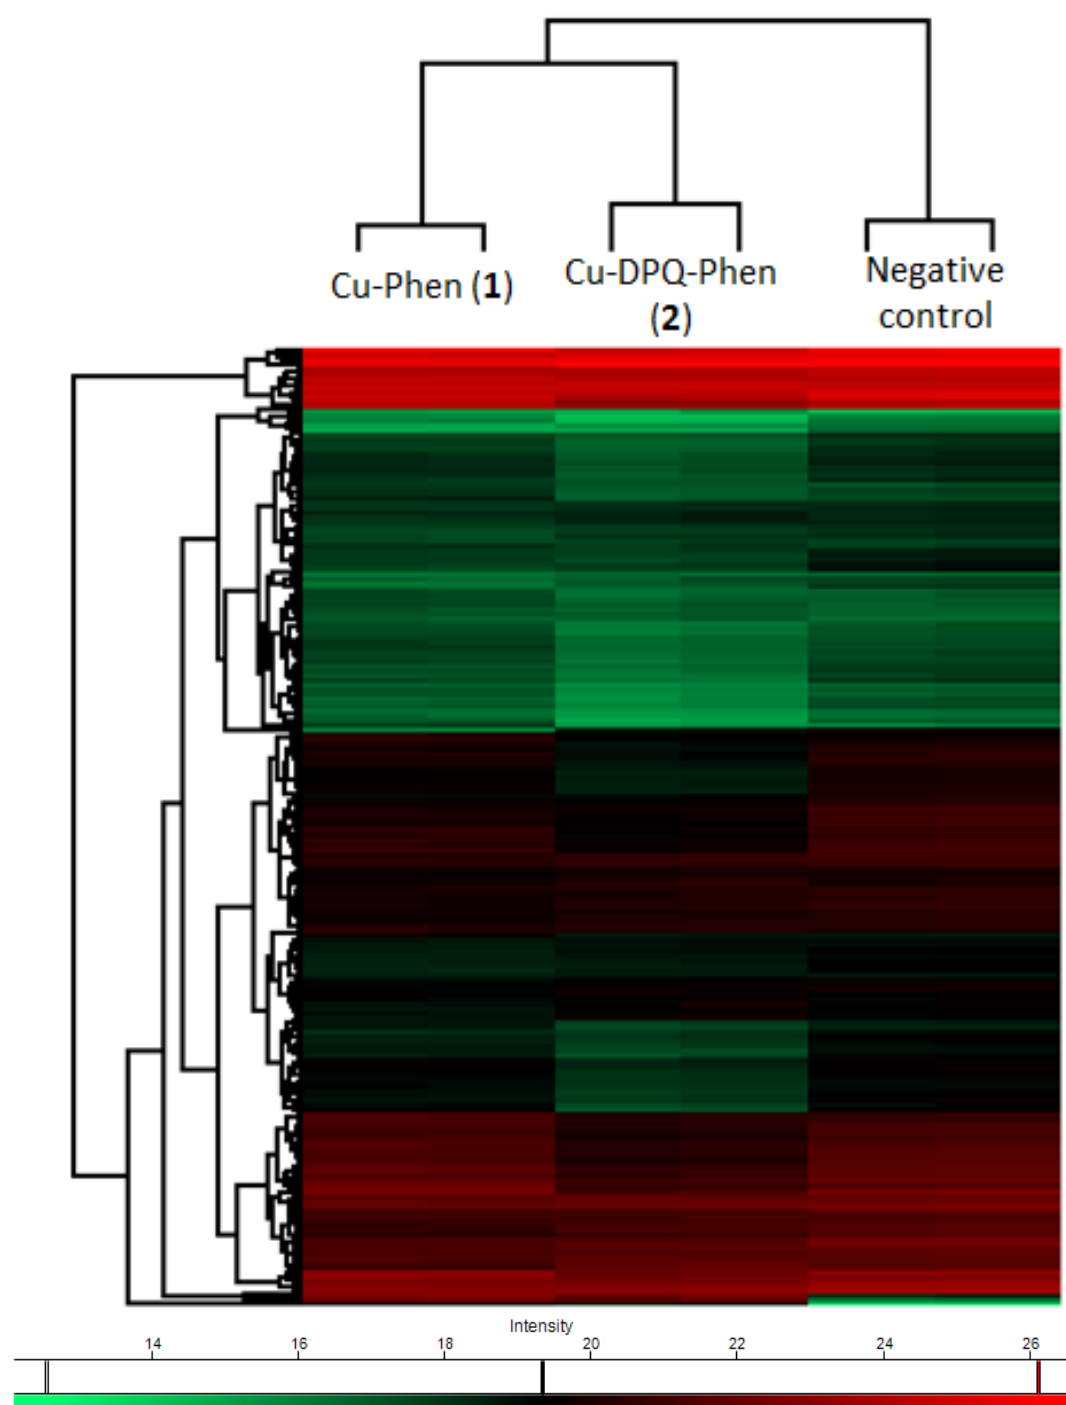 Cu-Phen (1)
Cu-DPQ-Phen
(2)
Negative
control
Intensity
14 16 18 20 22 24 26